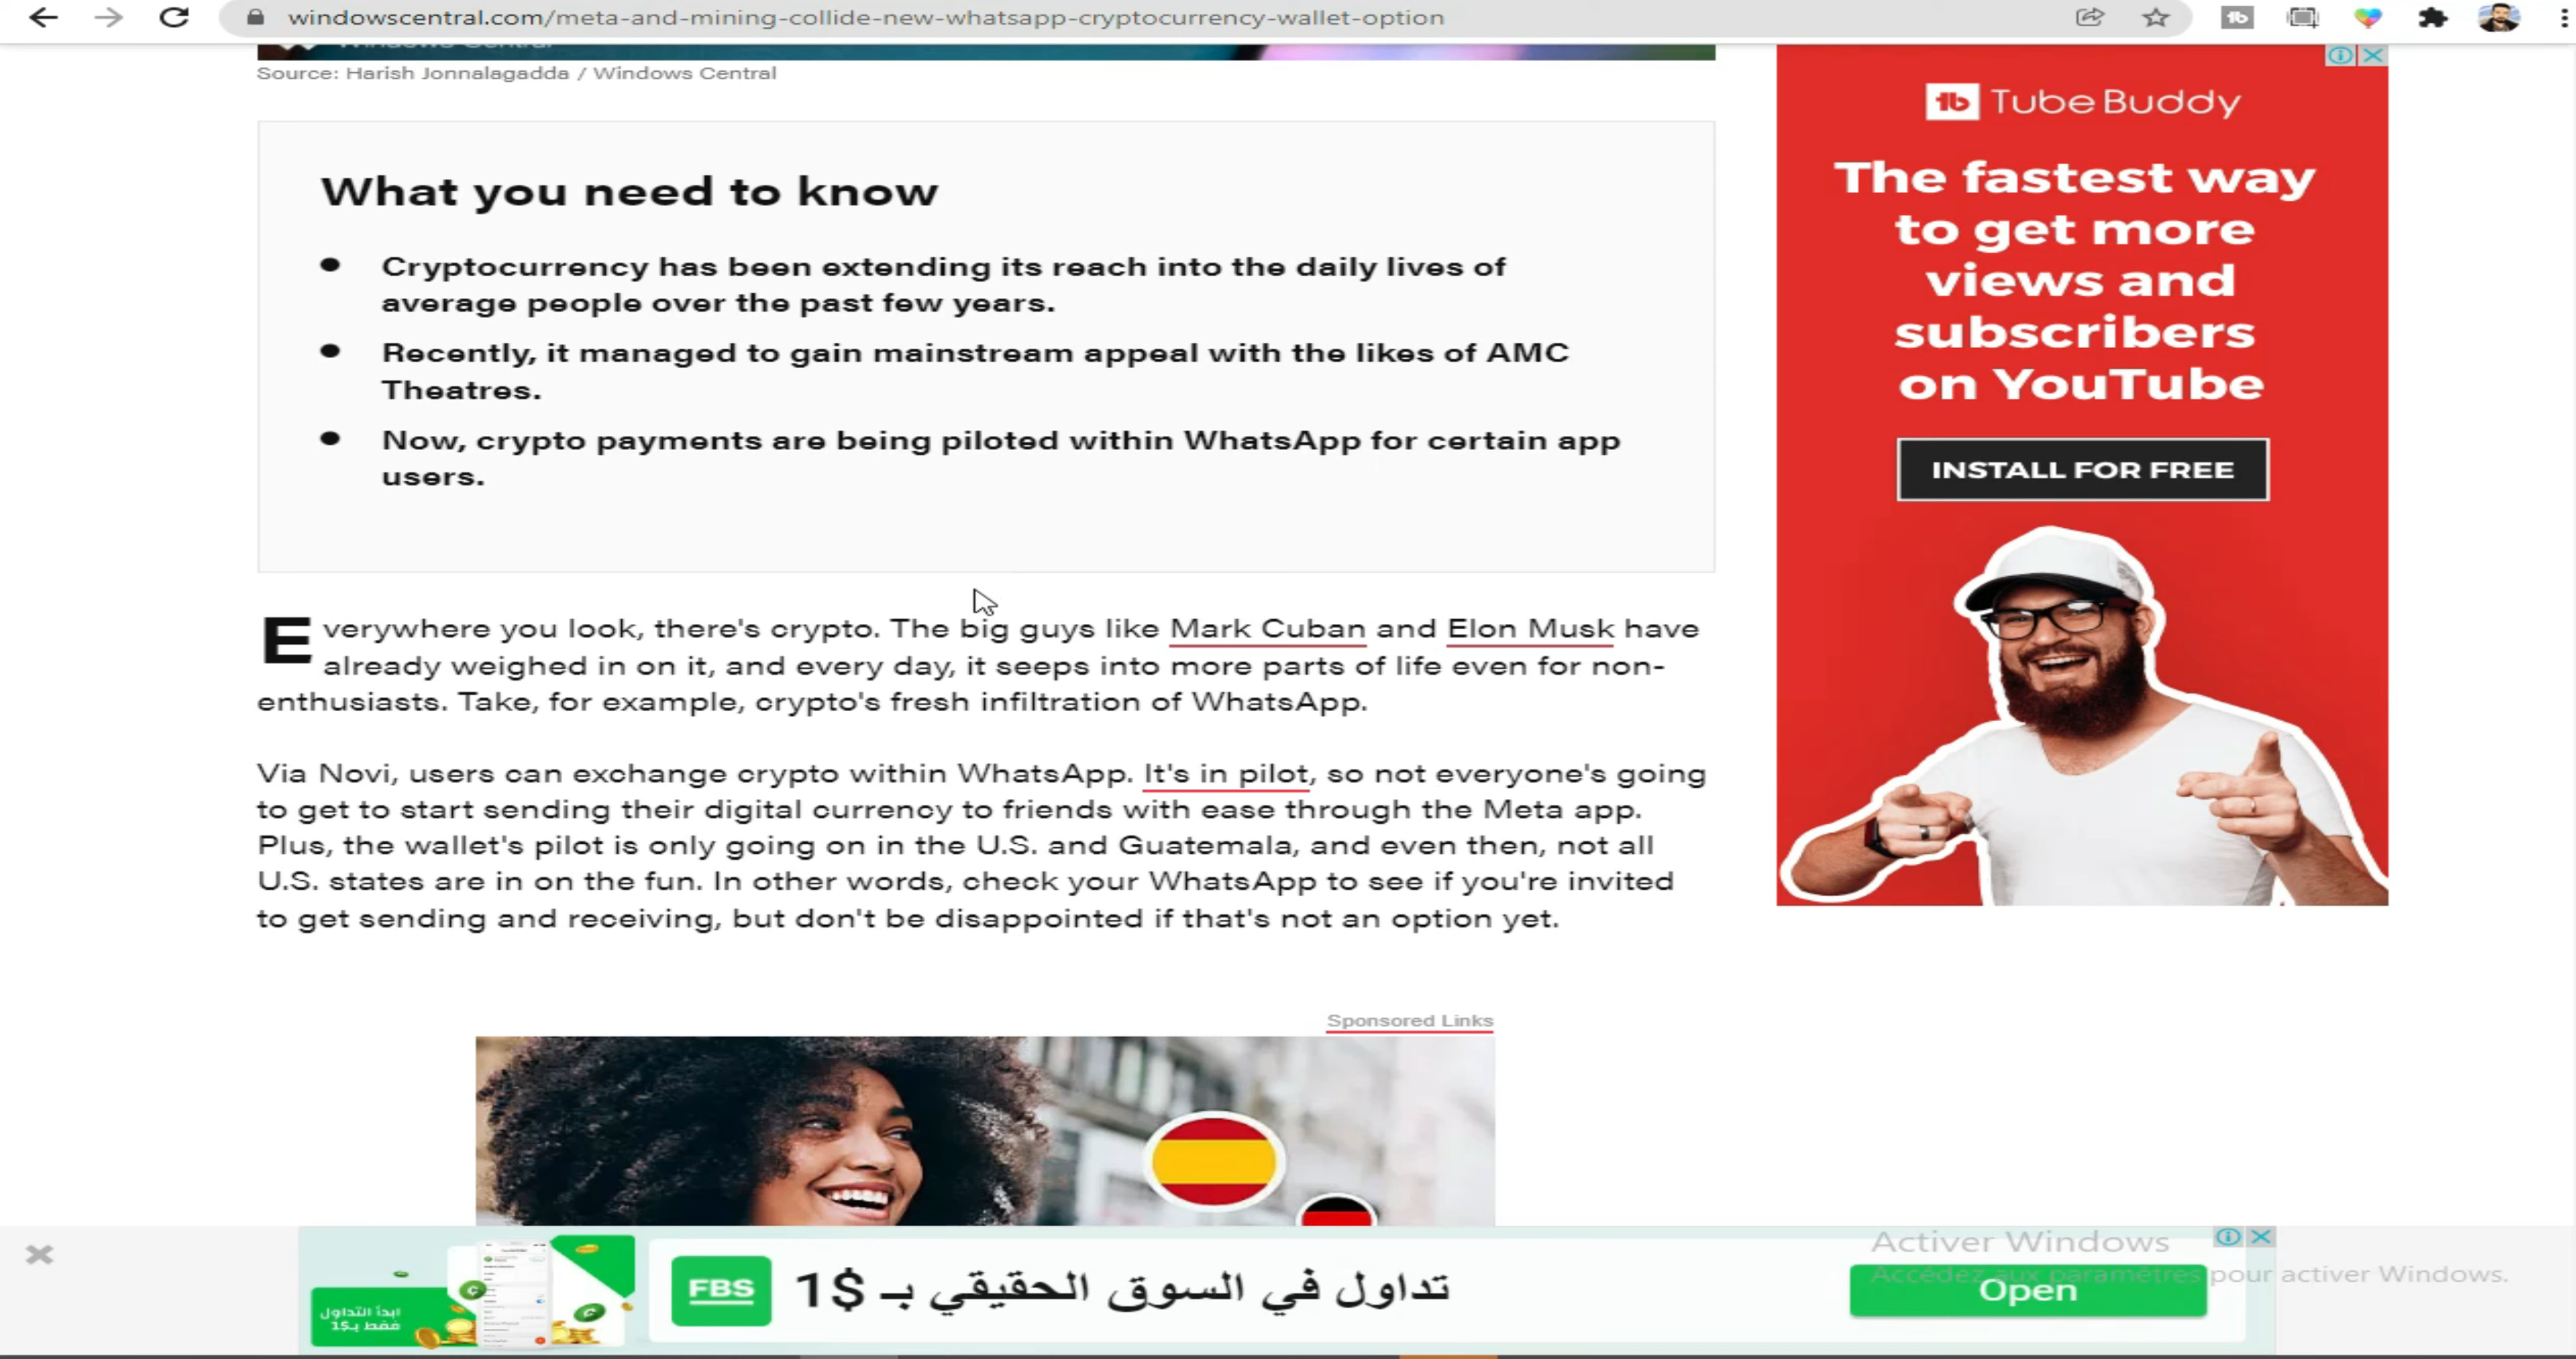 windowscentral.com/meta-and-mining-collide-new-whatsapp-cryptocurrency-wallet-option
Source: Harish Jonnalagadda / Windows Central
What you need to know
Cryptocurrency has been extending its reach into the daily lives of
average people over the past few years.
Recently, it managed to gain mainstream appeal with the likes of AMC
Theatres.
Now, crypto payments are being piloted within WhatsApp for certain app
users.
Everywhere you look, there's crypto. The big guys like Mark Cuban and Elon Musk have
already weighed in on it, and every day, it seeps into more parts of life even for non-
enthusiasts. Take, for example, crypto's fresh infiltration of WhatsApp.
Via Novi, users can exchange crypto within WhatsApp. It's in pilot, so not everyone's going
to get to start sending their digital currency to friends with ease through the Meta app.
Plus, the wallet's pilot is only going on in the U.S. and Guatemala, and even then, not all
U.S. states are in on the fun. In other words, check your WhatsApp to see if you're invited
to get sending and receiving, but don't be disappointed if that's not an option yet.
Sponsored Links
tb TubeBuddy
The fastest way
to get more
views and
subscribers
on YouTube
INSTALL FOR FREE
ابدأ التداول
فقط بـ1$
FBS
تداول في السوق الحقيقي بـ $1
Open
Activer Windows
Accédez aux paramètres pour activer Windows.